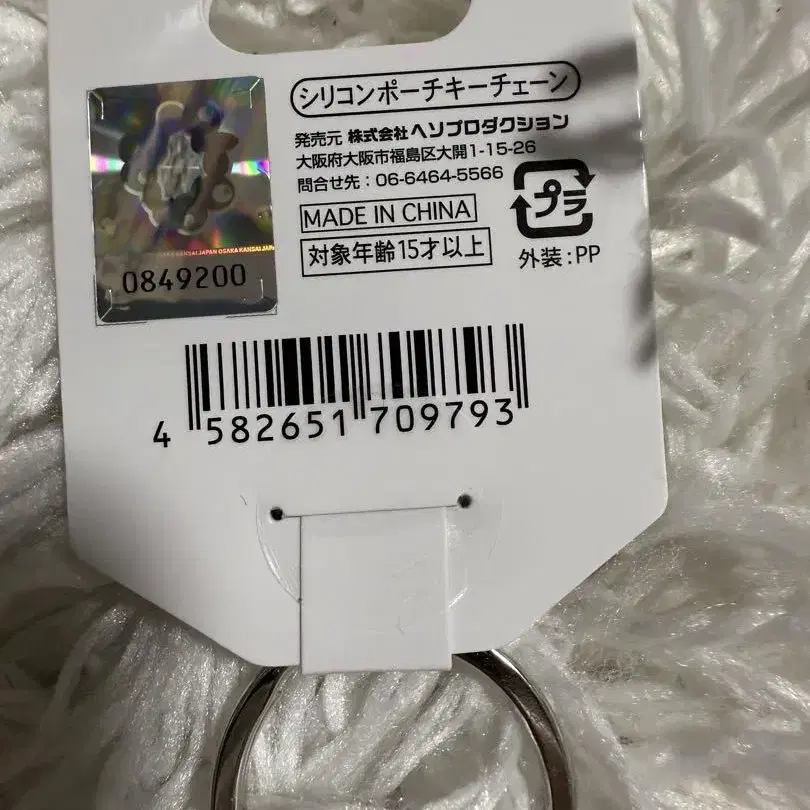 シリコンポーチキーチェーン
発売元 株式会社ヘソプロダクション
大阪府大阪市福島区大開1-15-26
問合せ先：06-6464-5566
MADE IN CHINA
対象年齢15才以上
プラ
外装：PP
JAPAN OSAKA KANSAI
0849200
4 582651 709793